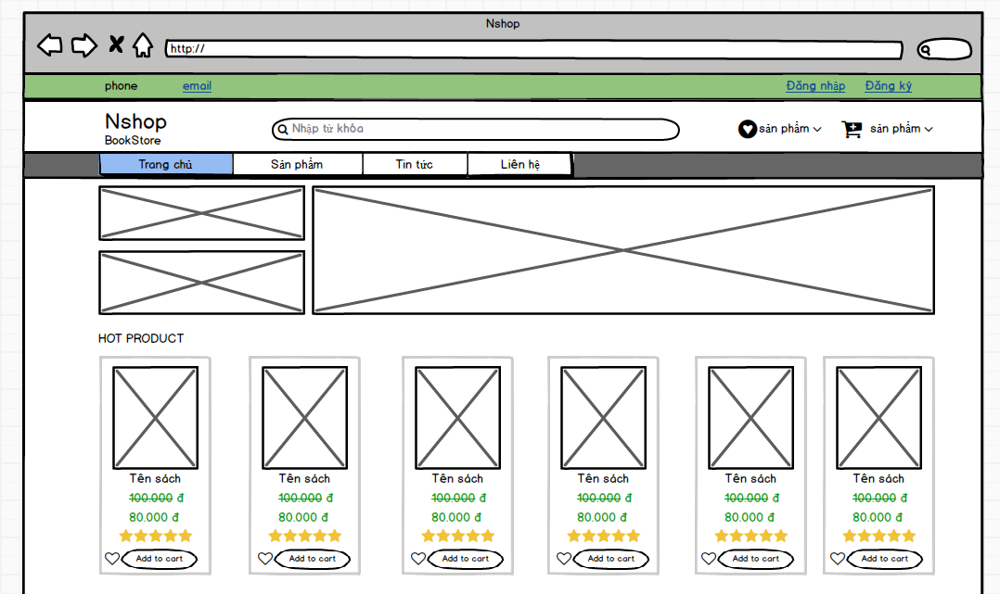 Nshop
http://
phone email Đăng nhập Đăng ký
Nshop
BookStore
Nhập từ khóa
sản phẩm sản phẩm
Trang chủ Sản phẩm Tin tức Liên hệ
HOT PRODUCT
Tên sách Tên sách Tên sách Tên sách Tên sách Tên sách
100.000 đ 100.000 đ 100.000 đ 100.000 đ 100.000 đ 100.000 đ
80.000 đ 80.000 đ 80.000 đ 80.000 đ 80.000 đ 80.000 đ
Add to cart Add to cart Add to cart Add to cart Add to cart Add to cart